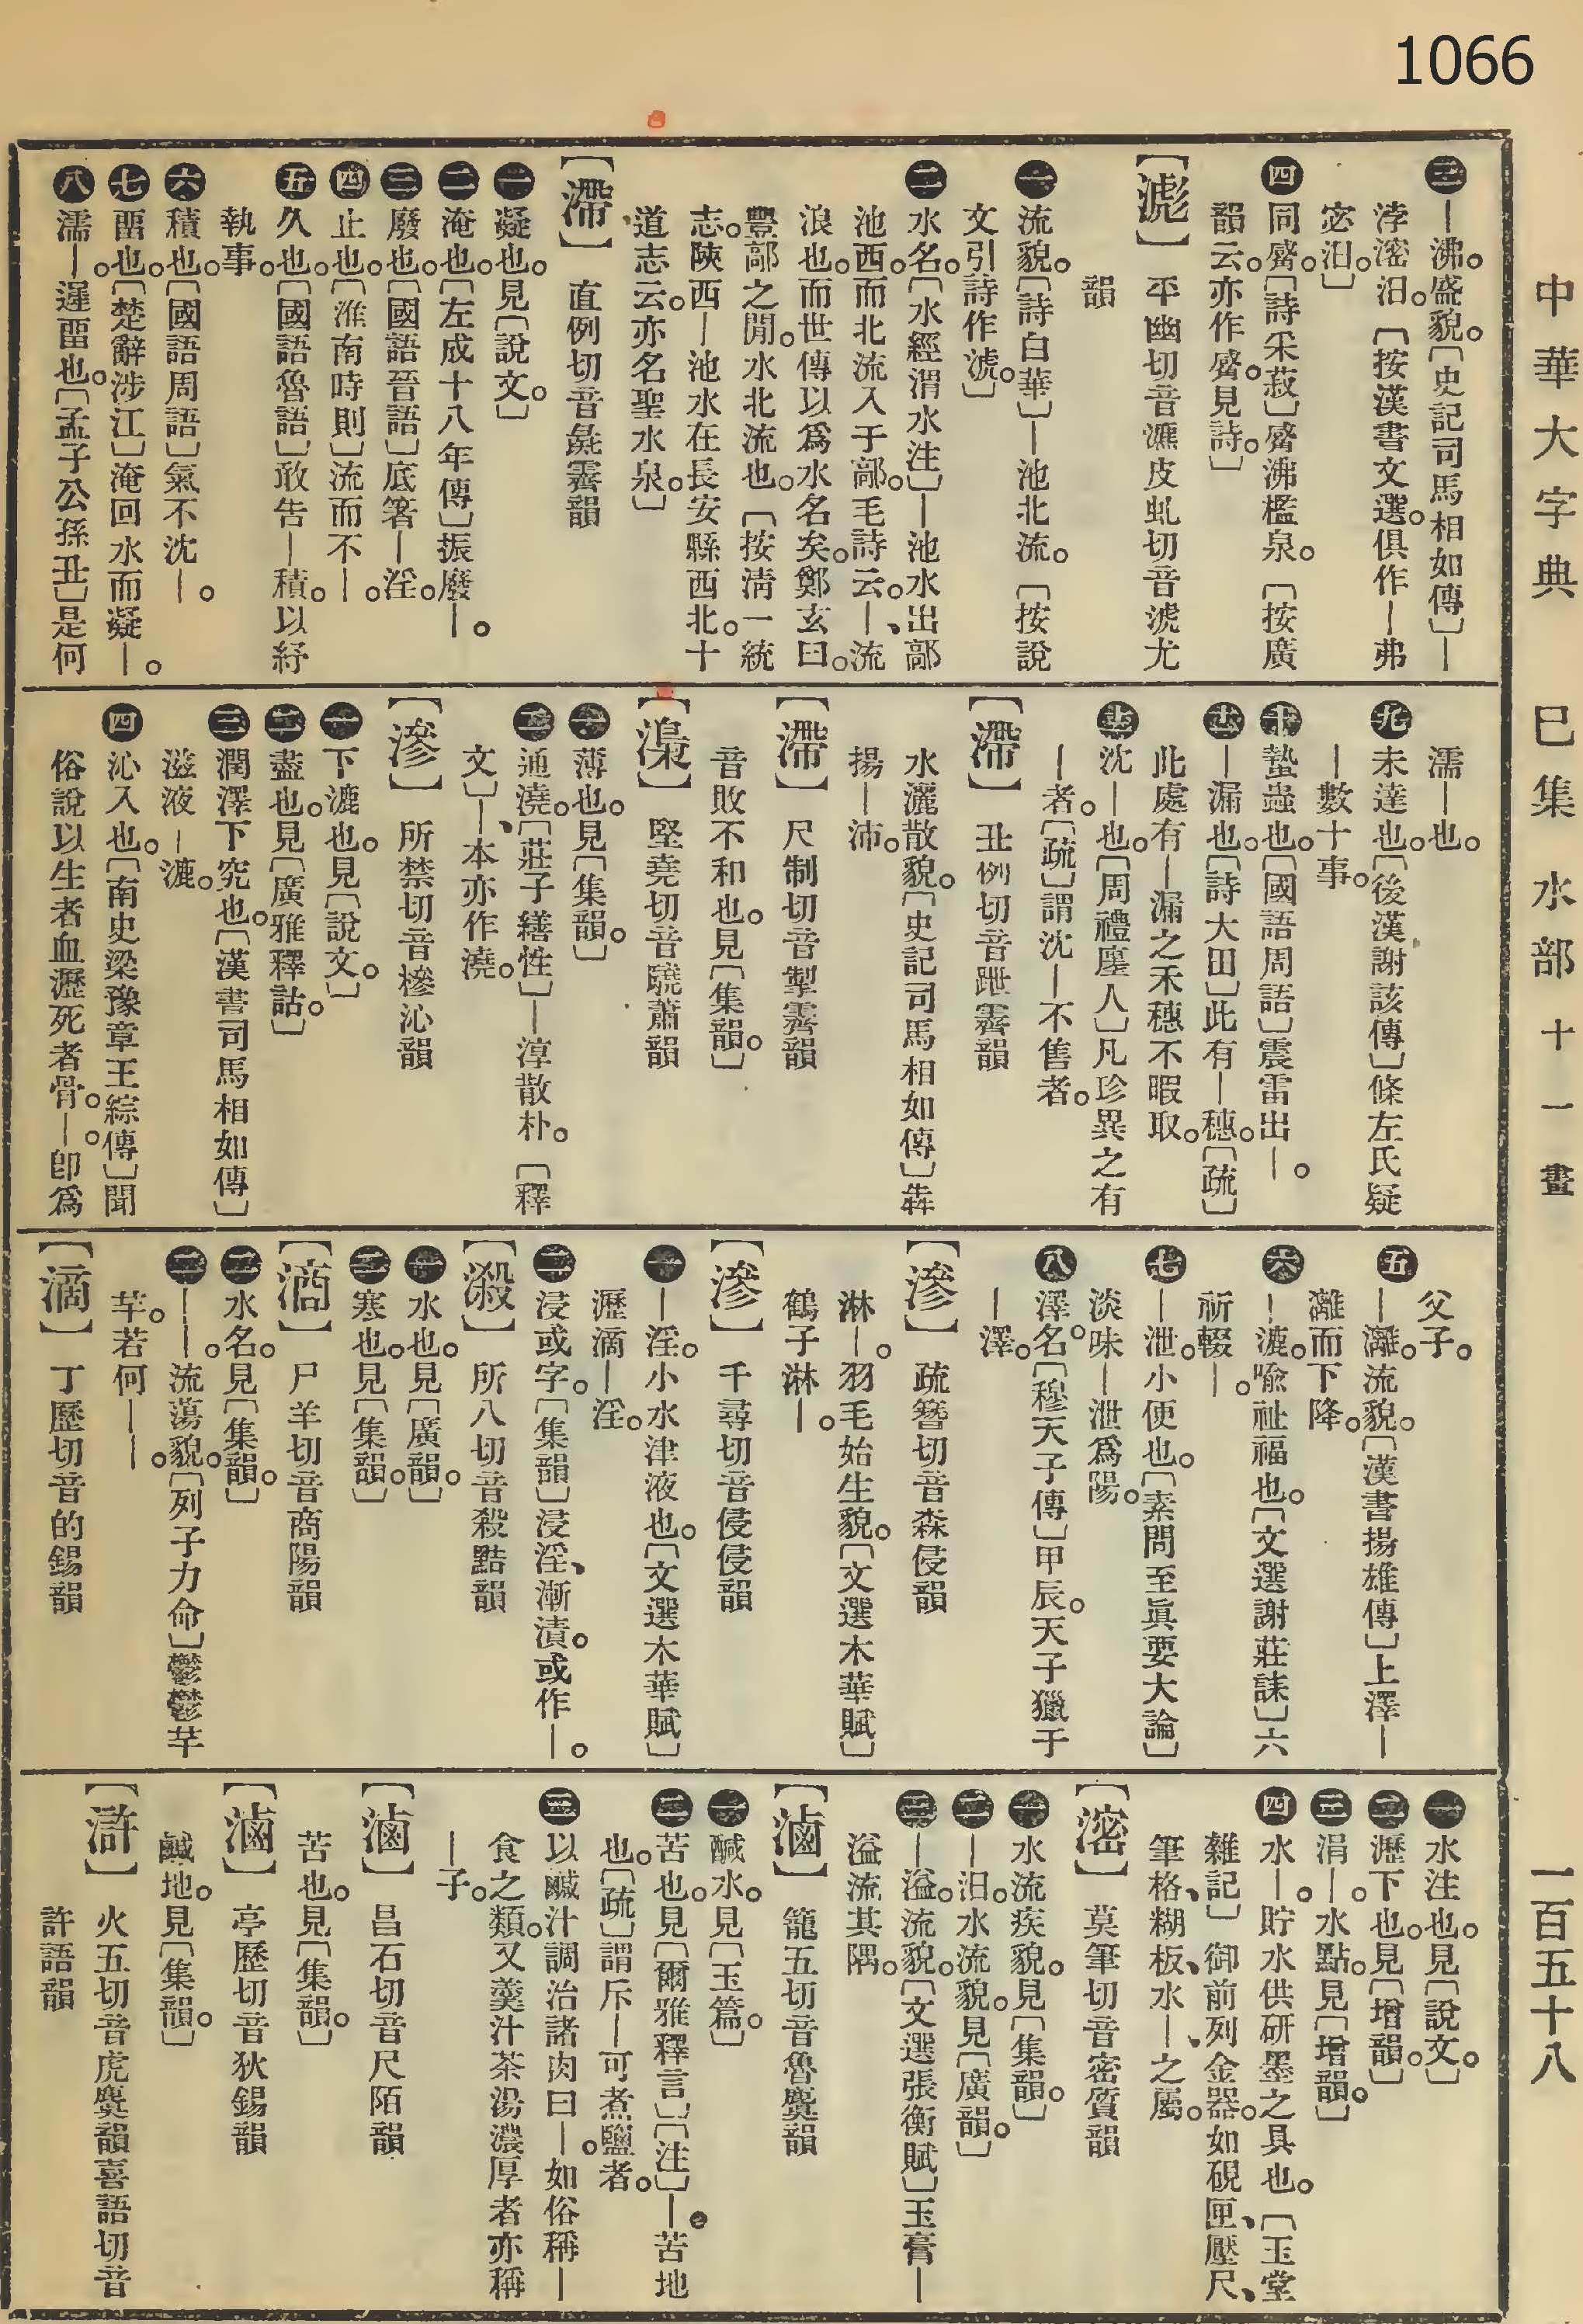 1066
中華大字典 巳集 水部 十一畫 一百五十八
㊂—沸。盛貌。〔史記司馬相如傳〕—
浡滵汩。〔按漢書文選。俱作—弗
宓汨。〕
㊃同觱。〔詩采菽〕觱沸檻泉。〔按廣
韻云。亦作觱。見詩。〕
【滮】平幽切音瀌皮虬切音淲尤
韻
㊀流貌。〔詩白華〕—池北流。〔按說
文引詩作淲。〕
㊁水名。〔水經渭水注〕—池水出鄗
池西。而北流入于鄗。毛詩云。—、流
浪也。而世傳以爲水名矣。鄭玄曰。
豐鄗之閒。水北流也。〔按淸一統
志。陝西—池水在長安縣西北。十
道志云。亦名聖水泉。〕
【滯】直例切音彘霽韻
㊀凝也。見〔說文。〕
㊁淹也。〔左成十八年傳〕振廢—。
㊂廢也。〔國語晉語〕底箸—淫。
㊃止也。〔淮南時則〕流而不—。
㊄久也。〔國語魯語〕敢告—積。以紓
執事。
㊅積也。〔國語周語〕氣不沈—。
㊆畱也。〔楚辭涉江〕淹回水而凝—。
㊇濡—。遲畱也。〔孟子公孫丑〕是何
濡—也。
㊈未達也。〔後漢謝該傳〕條左氏疑
—數十事。
㊉蟄蟲也。〔國語周語〕震雷出—。
—漏也。〔詩大田〕此有—穗。〔疏〕
此處有—漏之禾穗不暇取。
沈—也。〔周禮廛人〕凡珍異之有
—者。〔疏〕謂沈—不售者。
【滯】丑例切音跇霽韻
水灑散貌。〔史記司馬相如傳〕犇
揚—沛。
【滯】尺制切音掣霽韻
音敗不和也。見〔集韻。〕
【澆】堅堯切音驍蕭韻
㊀薄也。見〔集韻。〕
㊁通澆。〔莊子繕性〕—淳散朴。〔釋
文〕—、本亦作澆。
【滲】所禁切音槮沁韻
㊀下漉也。見〔說文。〕
㊁盡也。見〔廣雅釋詁。〕
㊂潤澤下究也。〔漢書司馬相如傳〕
滋液—漉。
㊃沁入也。〔南史梁豫章王綜傳〕聞
俗說以生者血瀝死者骨。—。卽爲
父子。
㊄—灕。流貌。〔漢書揚雄傳〕上澤—
灕而下降。
㊅—漉。喩祉福也。〔文選謝莊誄〕六
祈輟—。
㊆—泄。小便也。〔素問至眞要大論〕
淡味—泄爲陽。
㊇澤名。〔穆天子傳〕甲辰。天子獵于
—澤。
【滲】疏簪切音森侵韻
淋—。羽毛始生貌。〔文選木華賦〕
鶴子淋—。
【滲】千尋切音侵侵韻
㊀—淫。小水津液也。〔文選木華賦〕
瀝滴—淫。
㊁浸或字。〔集韻〕浸淫、漸漬。或作—。
【㵃】所八切音殺黠韻
㊀水也。見〔廣韻。〕
㊁寒也。見〔集韻。〕
【滳】尸羊切音商陽韻
㊀水名。見〔集韻。〕
㊁——。流蕩貌。〔列子力命〕鬱鬱芊
芊。若何——。
【滴】丁歷切音的錫韻
㊀水注也。見〔說文。〕
㊁瀝下也。見〔增韻。〕
㊂涓—。水點。見〔增韻。〕
㊃水—。貯水供研墨之具也。〔玉堂
雜記〕御前列金器。如硯匣、壓尺、
筆格、糊板、水—、之屬。
【滵】莫筆切音密質韻
㊀水流疾貌。見〔集韻。〕
㊁—汨。水流貌。見〔廣韻。〕
㊂—溢。流貌。〔文選張衡賦〕玉膏—
溢流其隅。
【滷】籠五切音魯麌韻
㊀鹹水。見〔玉篇。〕
㊁苦也。見〔爾雅釋言〕〔注〕—。苦地
也。〔疏〕謂斥—可煮鹽者。
㊂以鹹汁調治諸肉曰—。如俗稱—
食之類。又羹汁茶湯濃厚者亦稱
—子。
【滷】昌石切音尺陌韻
苦也。見〔集韻。〕
【滷】亭歷切音狄錫韻
鹹地。見〔集韻。〕
【滸】火五切音虎麌韻喜語切音
許語韻